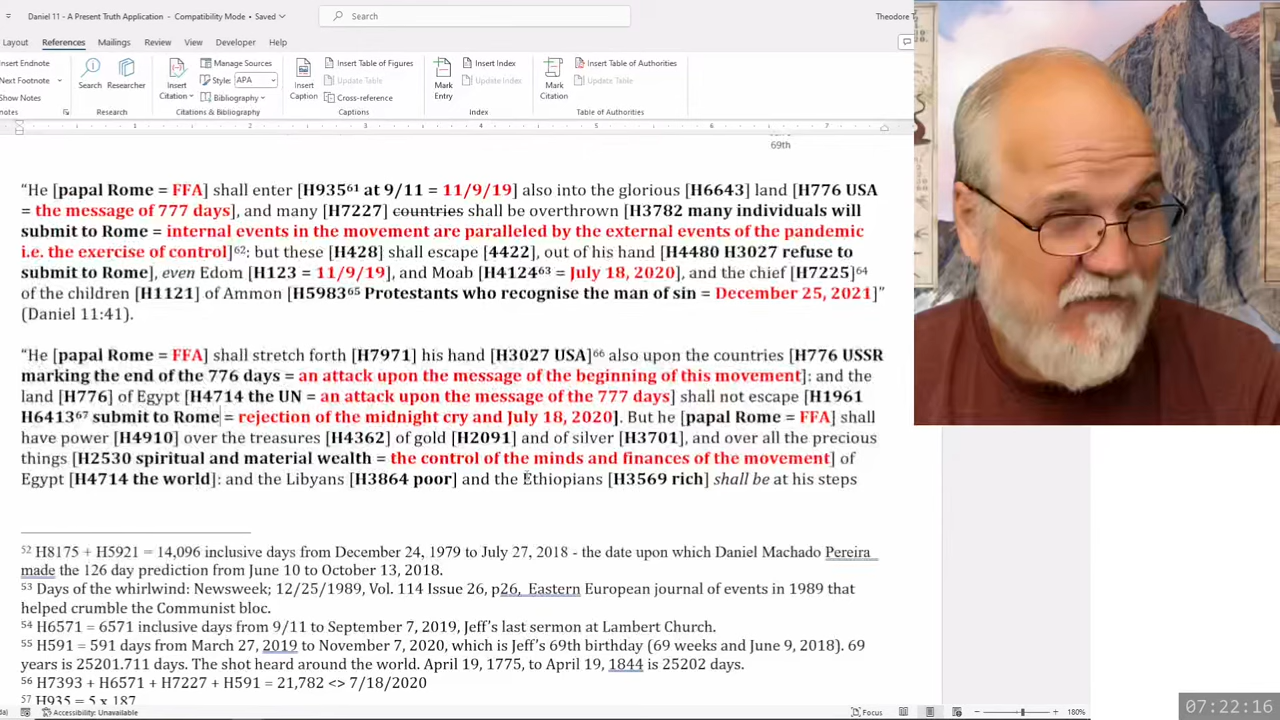 Daniel 11 - A Present Truth Application - Compatibility Mode • Saved
Search
Theodore T
Layout References Mailings Review View Developer Help
Insert Endnote
Next Footnote
Show Notes
notes
Search
Researcher
Research
Insert Citation
Manage Sources
Style: APA
Bibliography
Citations & Bibliography
Insert Caption
Insert Table of Figures
Update Table
Cross-reference
Captions
Mark Entry
Insert Index
Update Index
Index
Mark Citation
Insert Table of Authorities
Update Table
Table of Authorities
1 2 3 4 5 6 7
69th
“He [papal Rome = FFA] shall enter [H935⁶¹ at 9/11 = 11/9/19] also into the glorious [H6643] land [H776 USA
= the message of 777 days], and many [H7227] countries shall be overthrown [H3782 many individuals will
submit to Rome = internal events in the movement are paralleled by the external events of the pandemic
i.e. the exercise of control]⁶²: but these [H428] shall escape [4422], out of his hand [H4480 H3027 refuse to
submit to Rome], even Edom [H123 = 11/9/19], and Moab [H4124⁶³ = July 18, 2020], and the chief [H7225]⁶⁴
of the children [H1121] of Ammon [H5983⁶⁵ Protestants who recognise the man of sin = December 25, 2021]”
(Daniel 11:41).
“He [papal Rome = FFA] shall stretch forth [H7971] his hand [H3027 USA]⁶⁶ also upon the countries [H776 USSR
marking the end of the 776 days = an attack upon the message of the beginning of this movement]: and the
land [H776] of Egypt [H4714 the UN = an attack upon the message of the 777 days] shall not escape [H1961
H6413⁶⁷ submit to Rome = rejection of the midnight cry and July 18, 2020]. But he [papal Rome = FFA] shall
have power [H4910] over the treasures [H4362] of gold [H2091] and of silver [H3701], and over all the precious
things [H2530 spiritual and material wealth = the control of the minds and finances of the movement] of
Egypt [H4714 the world]: and the Libyans [H3864 poor] and the Ethiopians [H3569 rich] shall be at his steps
⁵² H8175 + H5921 = 14,096 inclusive days from December 24, 1979 to July 27, 2018 - the date upon which Daniel Machado Pereira
made the 126 day prediction from June 10 to October 13, 2018.
⁵³ Days of the whirlwind: Newsweek; 12/25/1989, Vol. 114 Issue 26, p26, Eastern European journal of events in 1989 that
helped crumble the Communist bloc.
⁵⁴ H6571 = 6571 inclusive days from 9/11 to September 7, 2019, Jeff’s last sermon at Lambert Church.
⁵⁵ H591 = 591 days from March 27, 2019 to November 7, 2020, which is Jeff’s 69th birthday (69 weeks and June 9, 2018). 69
years is 25201.711 days. The shot heard around the world. April 19, 1775, to April 19, 1844 is 25202 days.
⁵⁶ H7393 + H6571 + H7227 + H591 = 21,782 <> 7/18/2020
⁵⁷ H935 = 5 x 187
Accessibility: Unavailable
Focus
180%
07:22:16